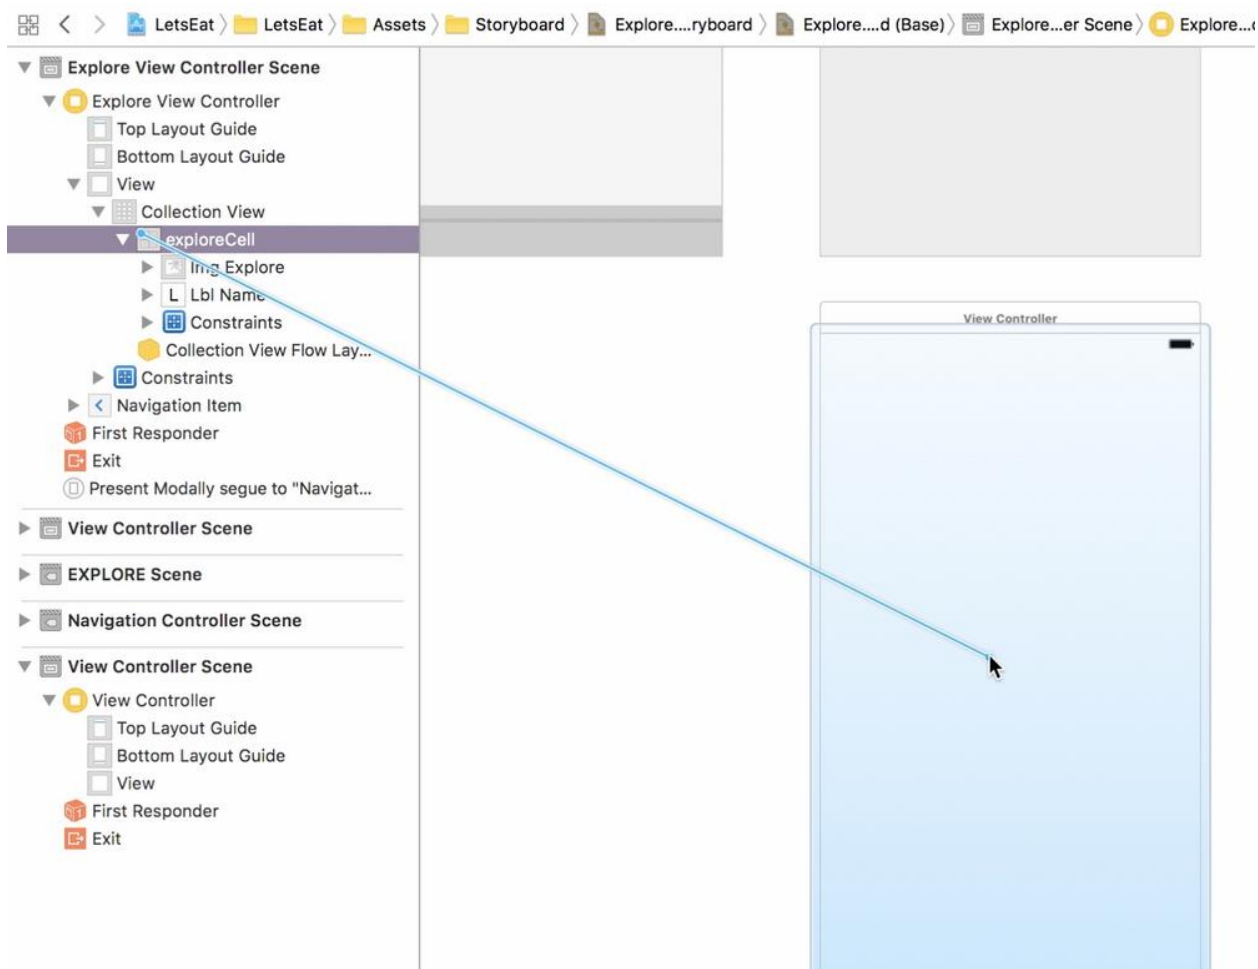 LetsEat LetsEat Assets Storyboard Explore....ryboard Explore....d (Base) Explore...er Scene Explore...
Explore View Controller Scene
Explore View Controller
Top Layout Guide
Bottom Layout Guide
View
Collection View
exploreCell
Img Explore
L Lbl Name
Constraints
Collection View Flow Lay...
Constraints
Navigation Item
First Responder
Exit
Present Modally segue to "Navigat...
View Controller Scene
EXPLORE Scene
Navigation Controller Scene
View Controller Scene
View Controller
Top Layout Guide
Bottom Layout Guide
View
First Responder
Exit
View Controller